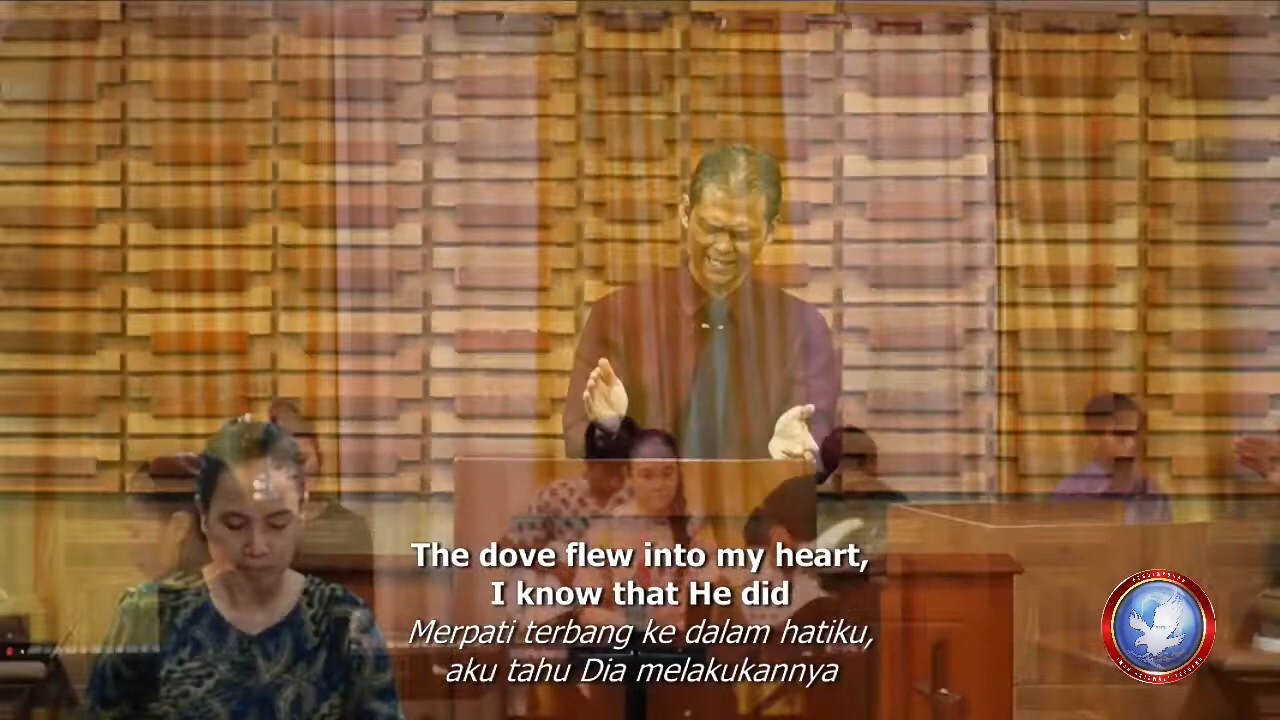 The dove flew into my heart,
I know that He did
Merpati terbang ke dalam hatiku,
aku tahu Dia melakukannya